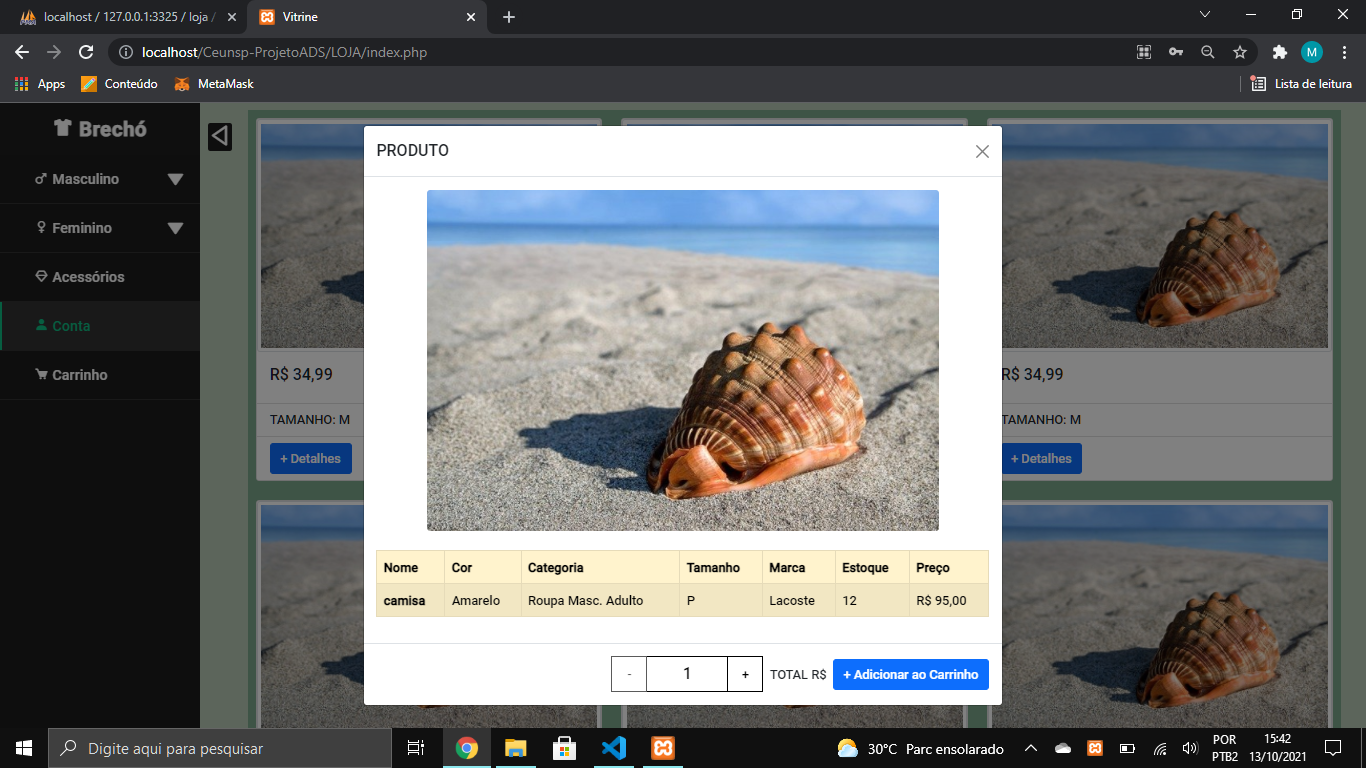 localhost / 127.0.0.1:3325 / loja /
Vitrine
localhost/Ceunsp-ProjetoADS/LOJA/index.php
M
Apps
Conteúdo
MetaMask
Lista de leitura
Brechó
Masculino
Feminino
Acessórios
Conta
Carrinho
PRODUTO
Nome Cor Categoria Tamanho Marca Estoque Preço
camisa Amarelo Roupa Masc. Adulto P Lacoste 12 R$ 95,00
- 1 + TOTAL R$ + Adicionar ao Carrinho
R$ 34,99
TAMANHO: M
+ Detalhes
R$ 34,99
TAMANHO: M
+ Detalhes
Digite aqui para pesquisar
30°C Parc ensolarado
POR
PTB2
15:42
13/10/2021